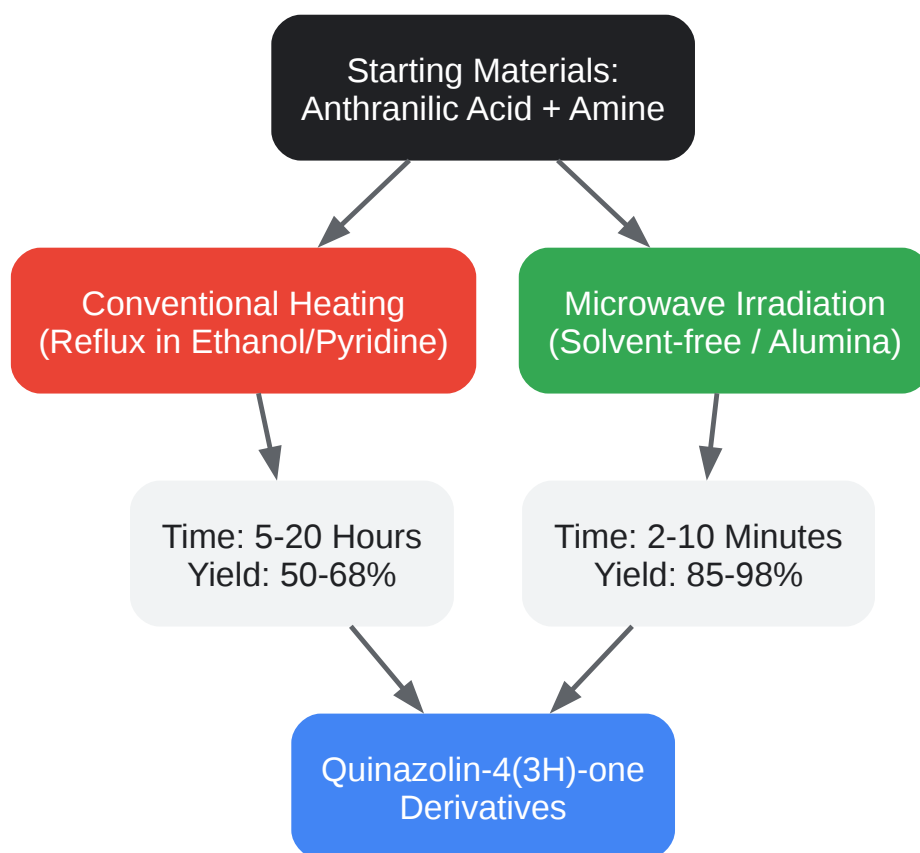 Starting Materials:
Anthranilic Acid + Amine
Conventional Heating
(Reflux in Ethanol/Pyridine)
Microwave Irradiation
(Solvent-free / Alumina)
Time: 5-20 Hours
Yield: 50-68%
Time: 2-10 Minutes
Yield: 85-98%
Quinazolin-4(3H)-one
Derivatives